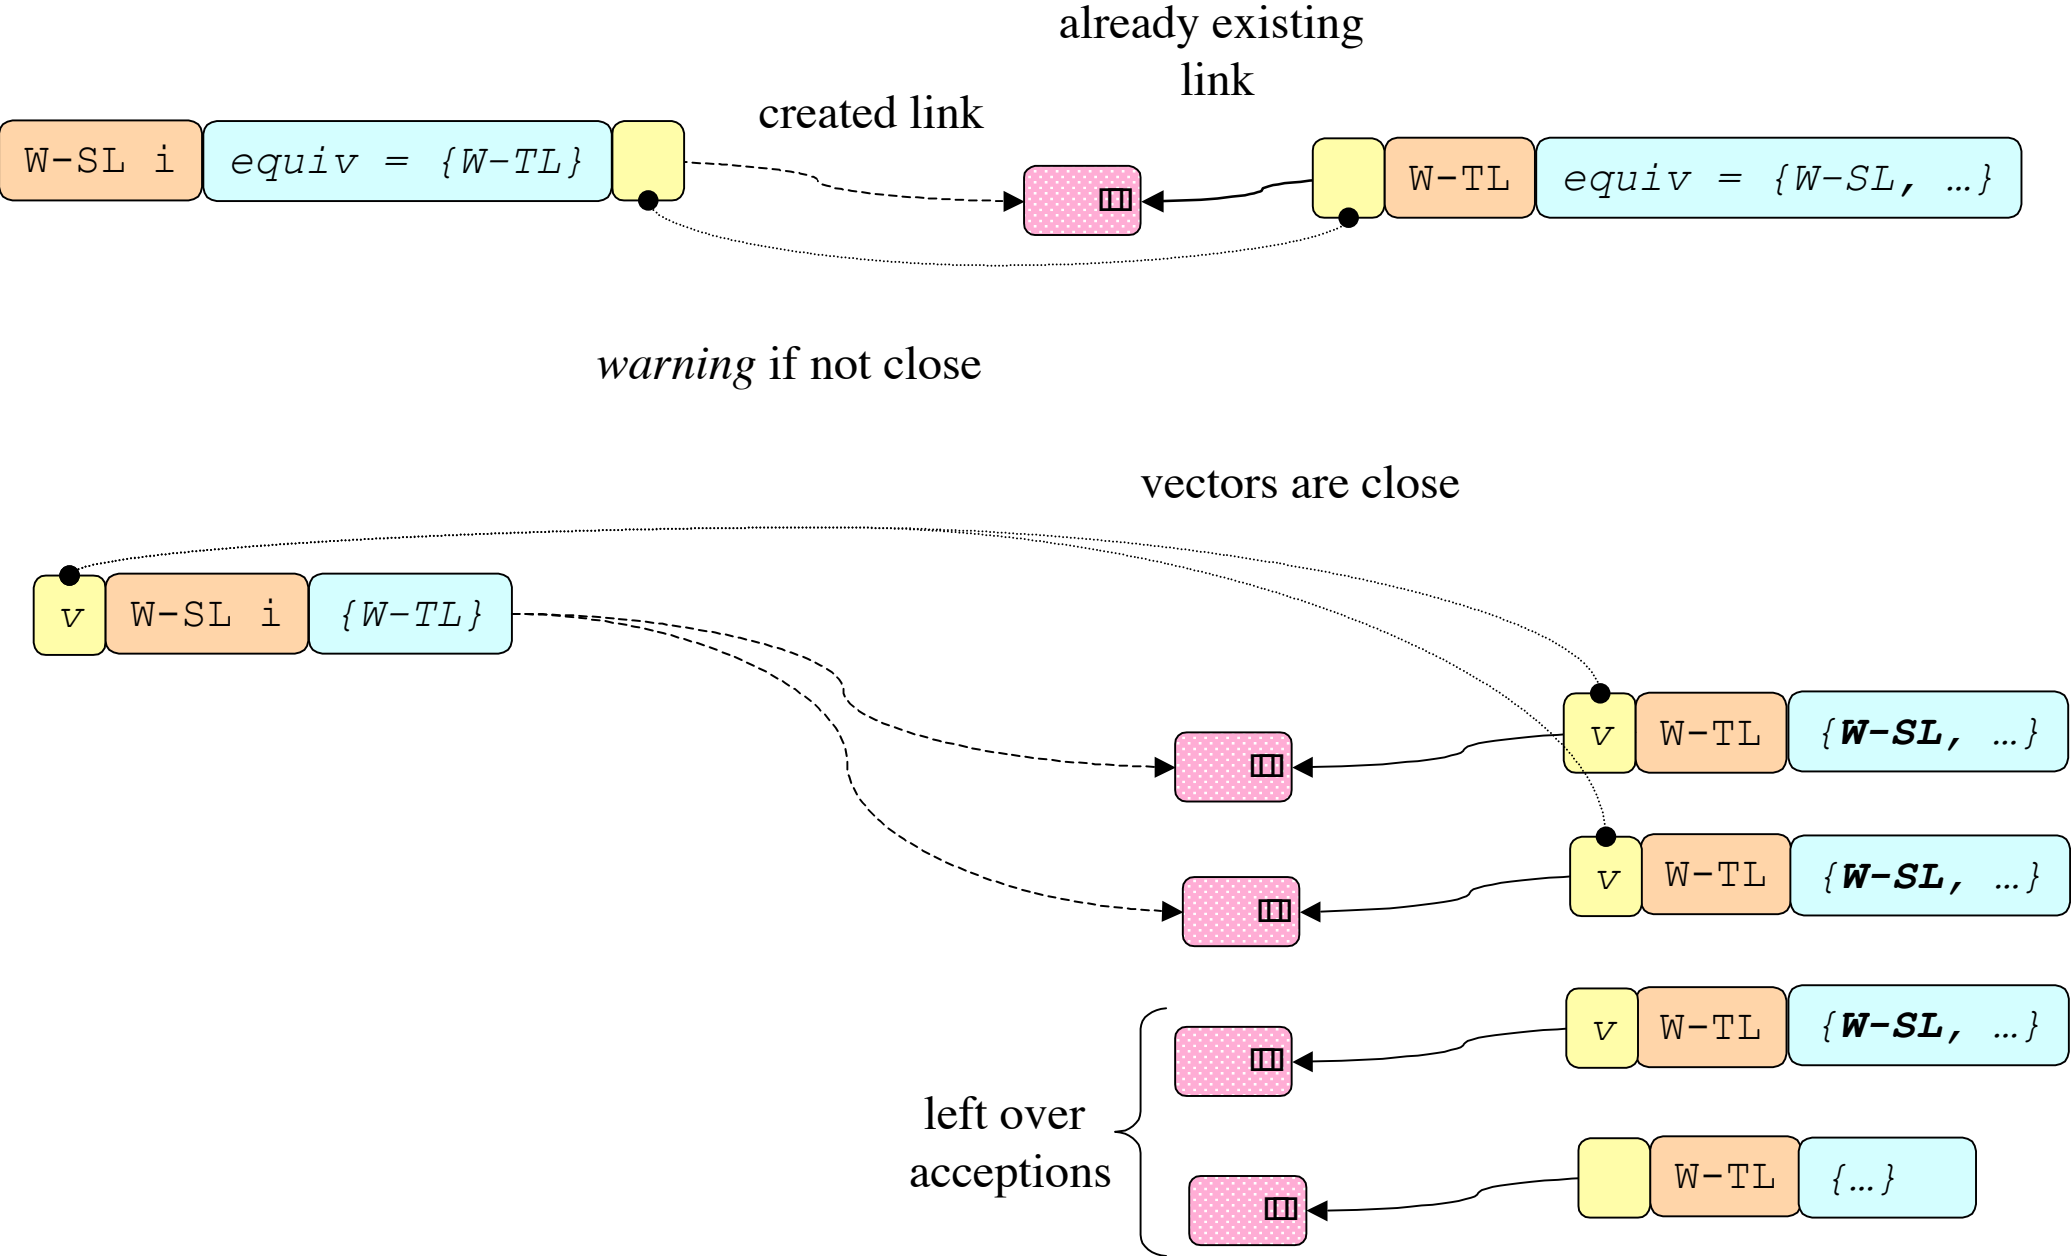 already existing
link
created link
W-SL i equiv = {W-TL}
W-TL equiv = {W-SL, …}
warning if not close
vectors are close
v W-SL i {W-TL}
v W-TL {W-SL, …}
v W-TL {W-SL, …}
v W-TL {W-SL, …}
left over
acceptions
W-TL {…}